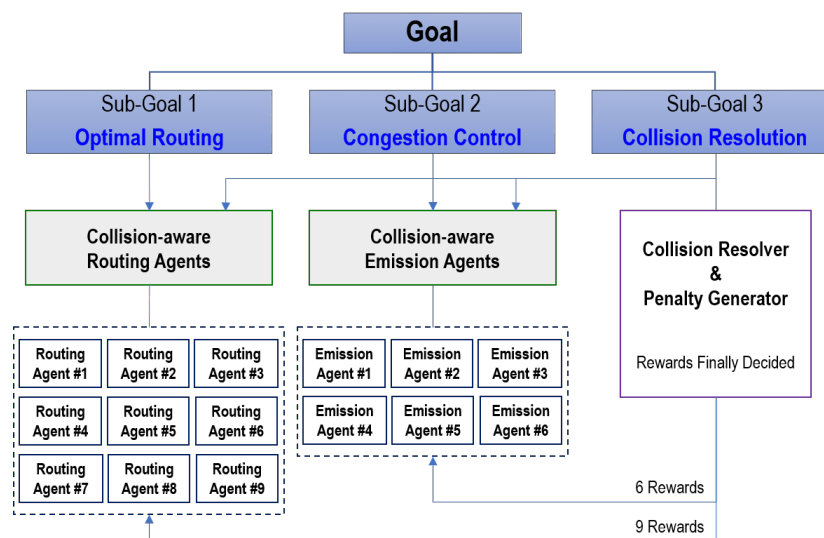 Goal
Sub-Goal 1
Optimal Routing
Sub-Goal 2
Congestion Control
Sub-Goal 3
Collision Resolution
Collision-aware
Routing Agents
Collision-aware
Emission Agents
Collision Resolver
&
Penalty Generator
Rewards Finally Decided
Routing
Agent #1
Routing
Agent #2
Routing
Agent #3
Routing
Agent #4
Routing
Agent #5
Routing
Agent #6
Routing
Agent #7
Routing
Agent #8
Routing
Agent #9
Emission
Agent #1
Emission
Agent #2
Emission
Agent #3
Emission
Agent #4
Emission
Agent #5
Emission
Agent #6
6 Rewards
9 Rewards